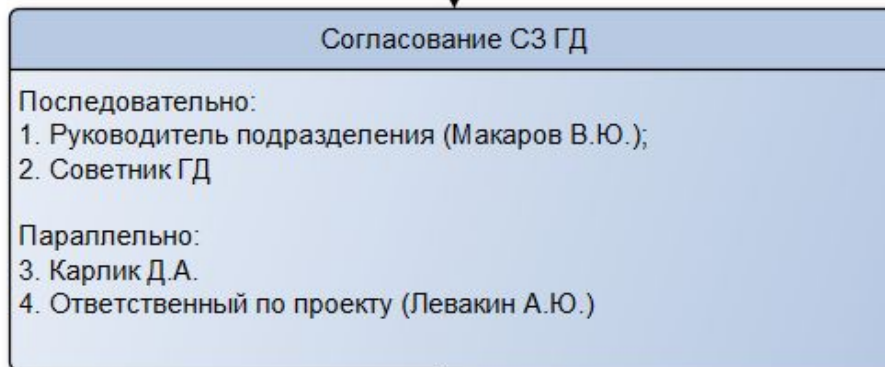 Согласование СЗ ГД
Последовательно:
1. Руководитель подразделения (Макаров В.Ю.);
2. Советник ГД
Параллельно:
3. Карлик Д.А.
4. Ответственный по проекту (Левакин А.Ю.)